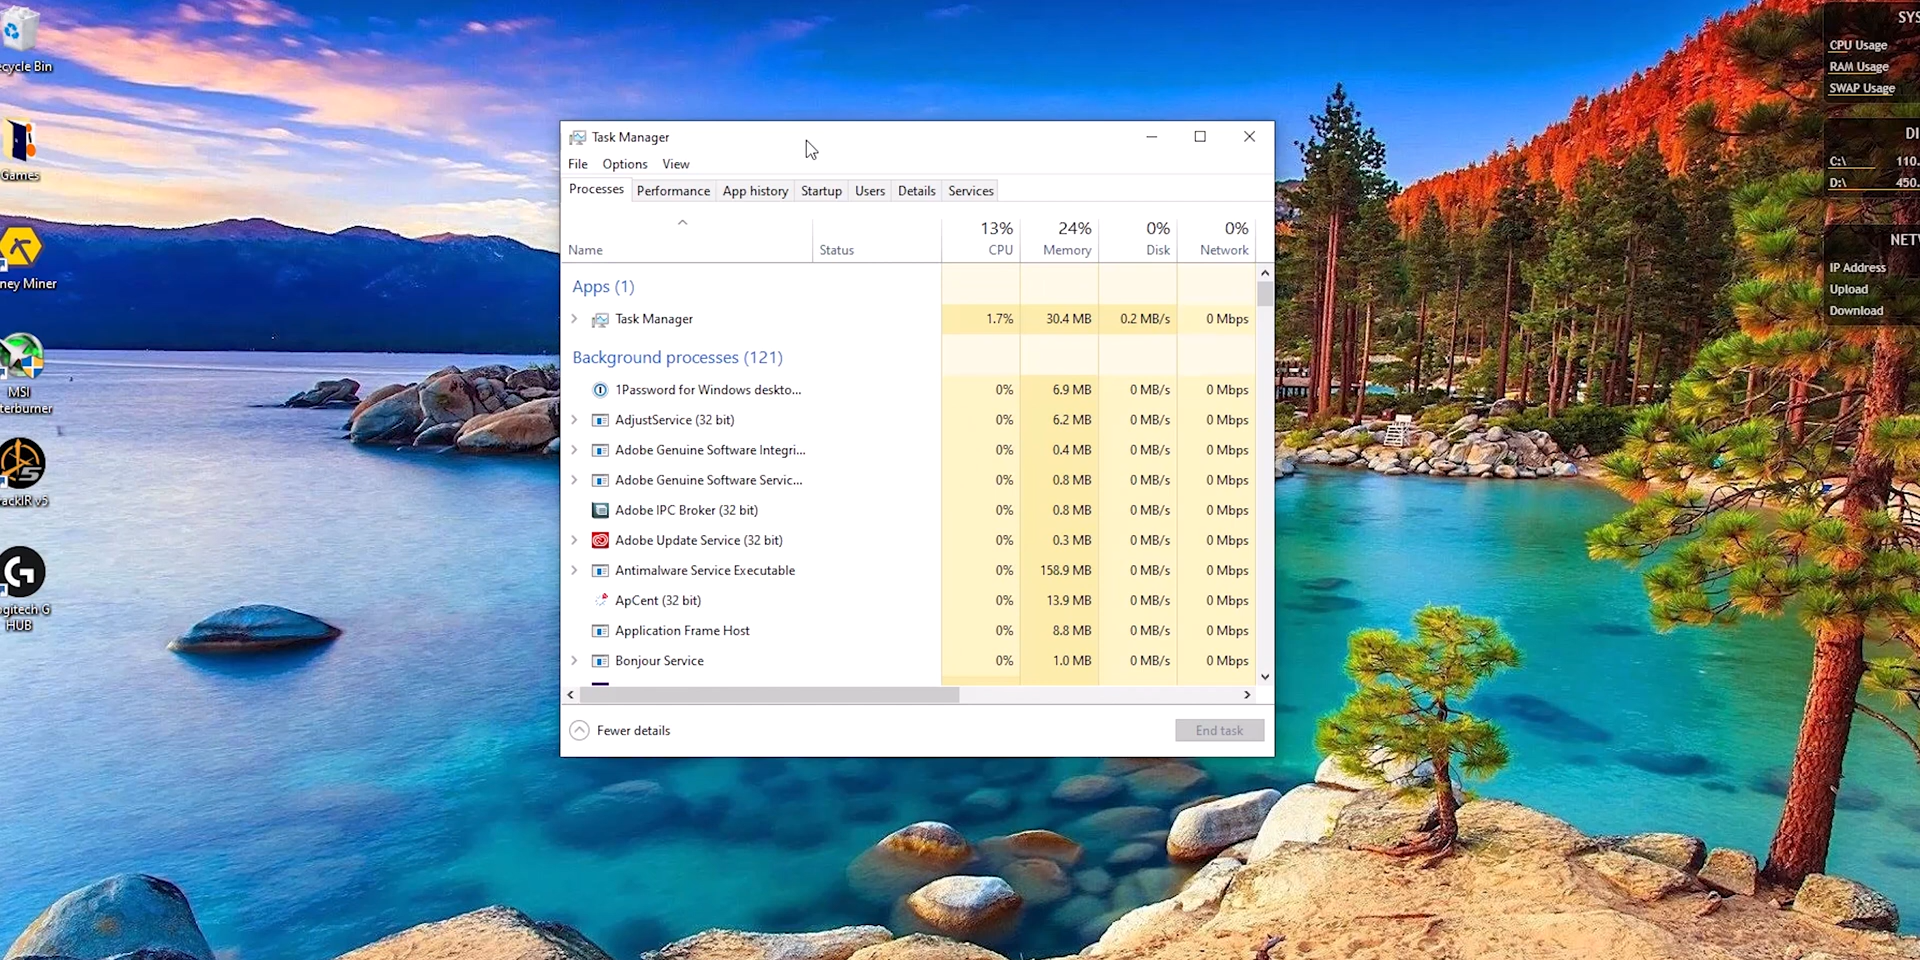 ecycle Bin
Games
ney Miner
MSI
terburner
rackIR v5
ogitech G
HUB
Task Manager
File Options View
Processes Performance App history Startup Users Details Services
13% 24% 0% 0%
Name Status CPU Memory Disk Network
Apps (1)
Task Manager 1.7% 30.4 MB 0.2 MB/s 0 Mbps
Background processes (121)
1Password for Windows deskto... 0% 6.9 MB 0 MB/s 0 Mbps
AdjustService (32 bit) 0% 6.2 MB 0 MB/s 0 Mbps
Adobe Genuine Software Integri... 0% 0.4 MB 0 MB/s 0 Mbps
Adobe Genuine Software Servic... 0% 0.8 MB 0 MB/s 0 Mbps
Adobe IPC Broker (32 bit) 0% 0.8 MB 0 MB/s 0 Mbps
Adobe Update Service (32 bit) 0% 0.3 MB 0 MB/s 0 Mbps
Antimalware Service Executable 0% 158.9 MB 0 MB/s 0 Mbps
ApCent (32 bit) 0% 13.9 MB 0 MB/s 0 Mbps
Application Frame Host 0% 8.8 MB 0 MB/s 0 Mbps
Bonjour Service 0% 1.0 MB 0 MB/s 0 Mbps
Fewer details End task
SYS
CPU Usage
RAM Usage
SWAP Usage
DI
C:\ 110.
D:\ 450.
NETW
IP Address
Upload
Download